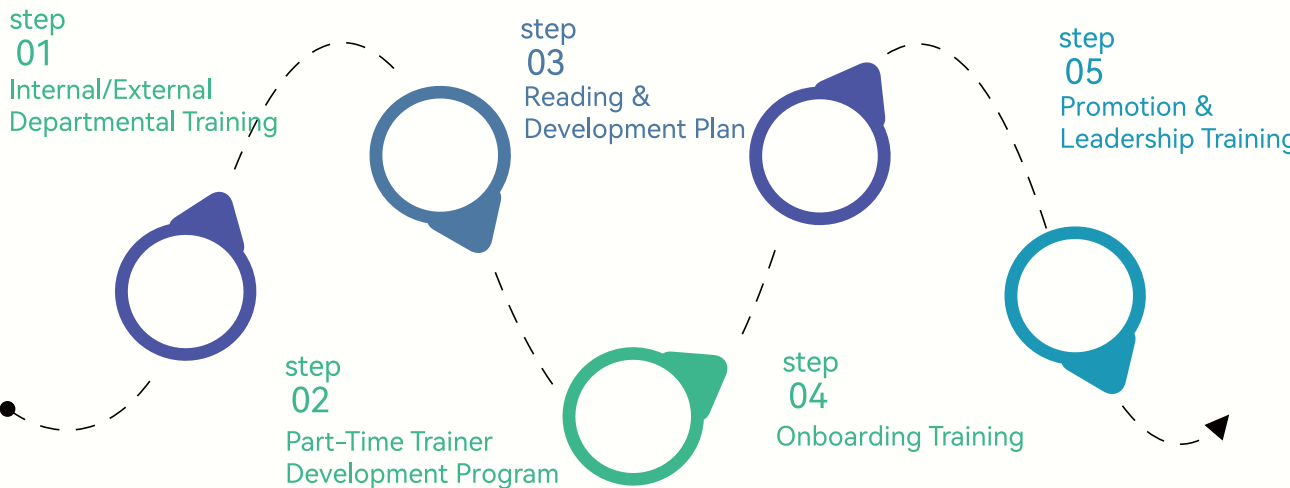 step
01
Internal/External
Departmental Training
step
02
Part-Time Trainer
Development Program
step
03
Reading &
Development Plan
step
04
Onboarding Training
step
05
Promotion &
Leadership Training